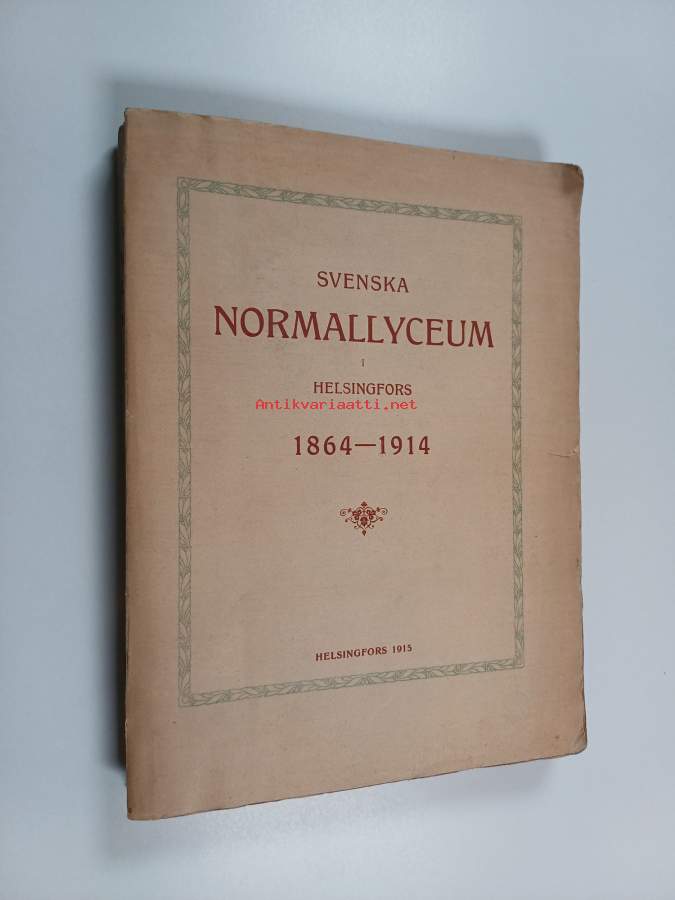 SVENSKA
NORMALLYCEUM
I
HELSINGFORS
Antikvariaatti.net
1864—1914
HELSINGFORS 1915